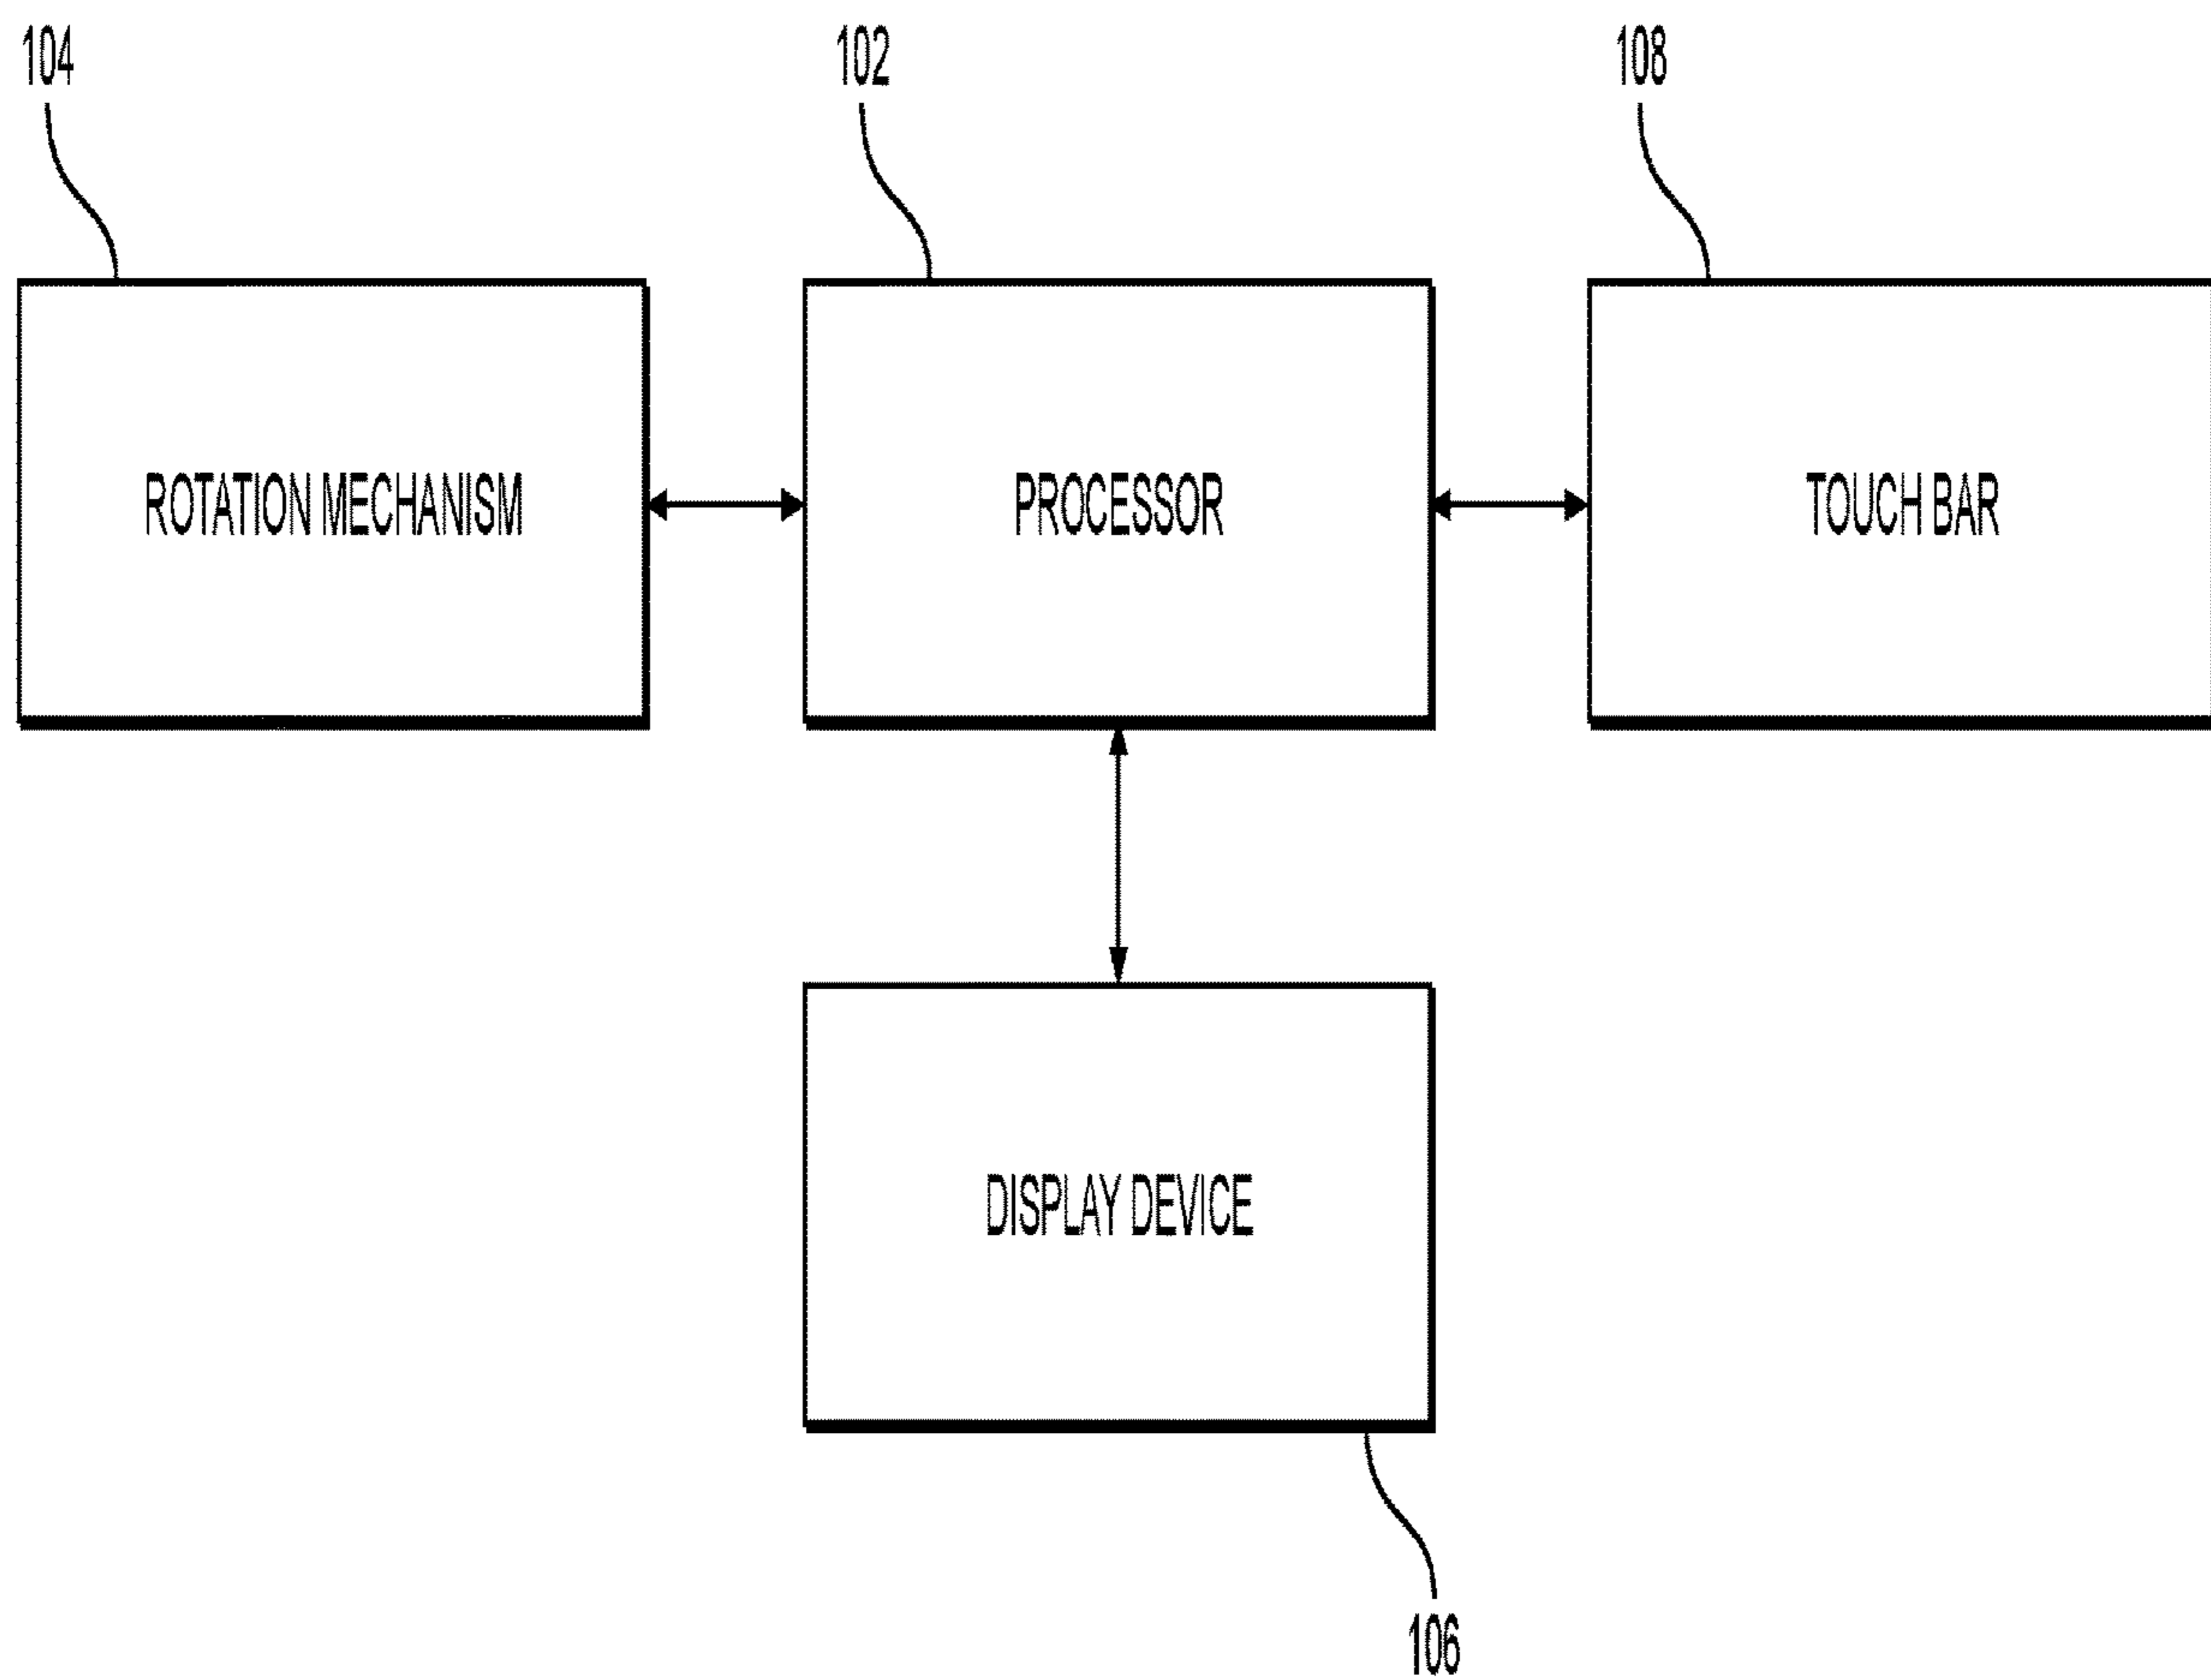 104
102
108
ROTATION MECHANISM
PROCESSOR
TOUCH BAR
DISPLAY DEVICE
106